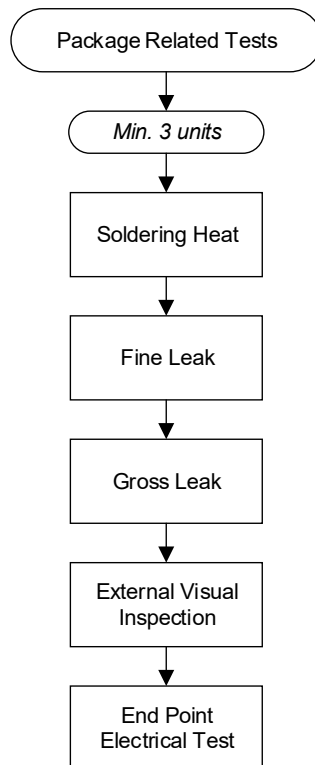 Package Related Tests
Min. 3 units
Soldering Heat
Fine Leak
Gross Leak
External Visual
Inspection
End Point
Electrical Test